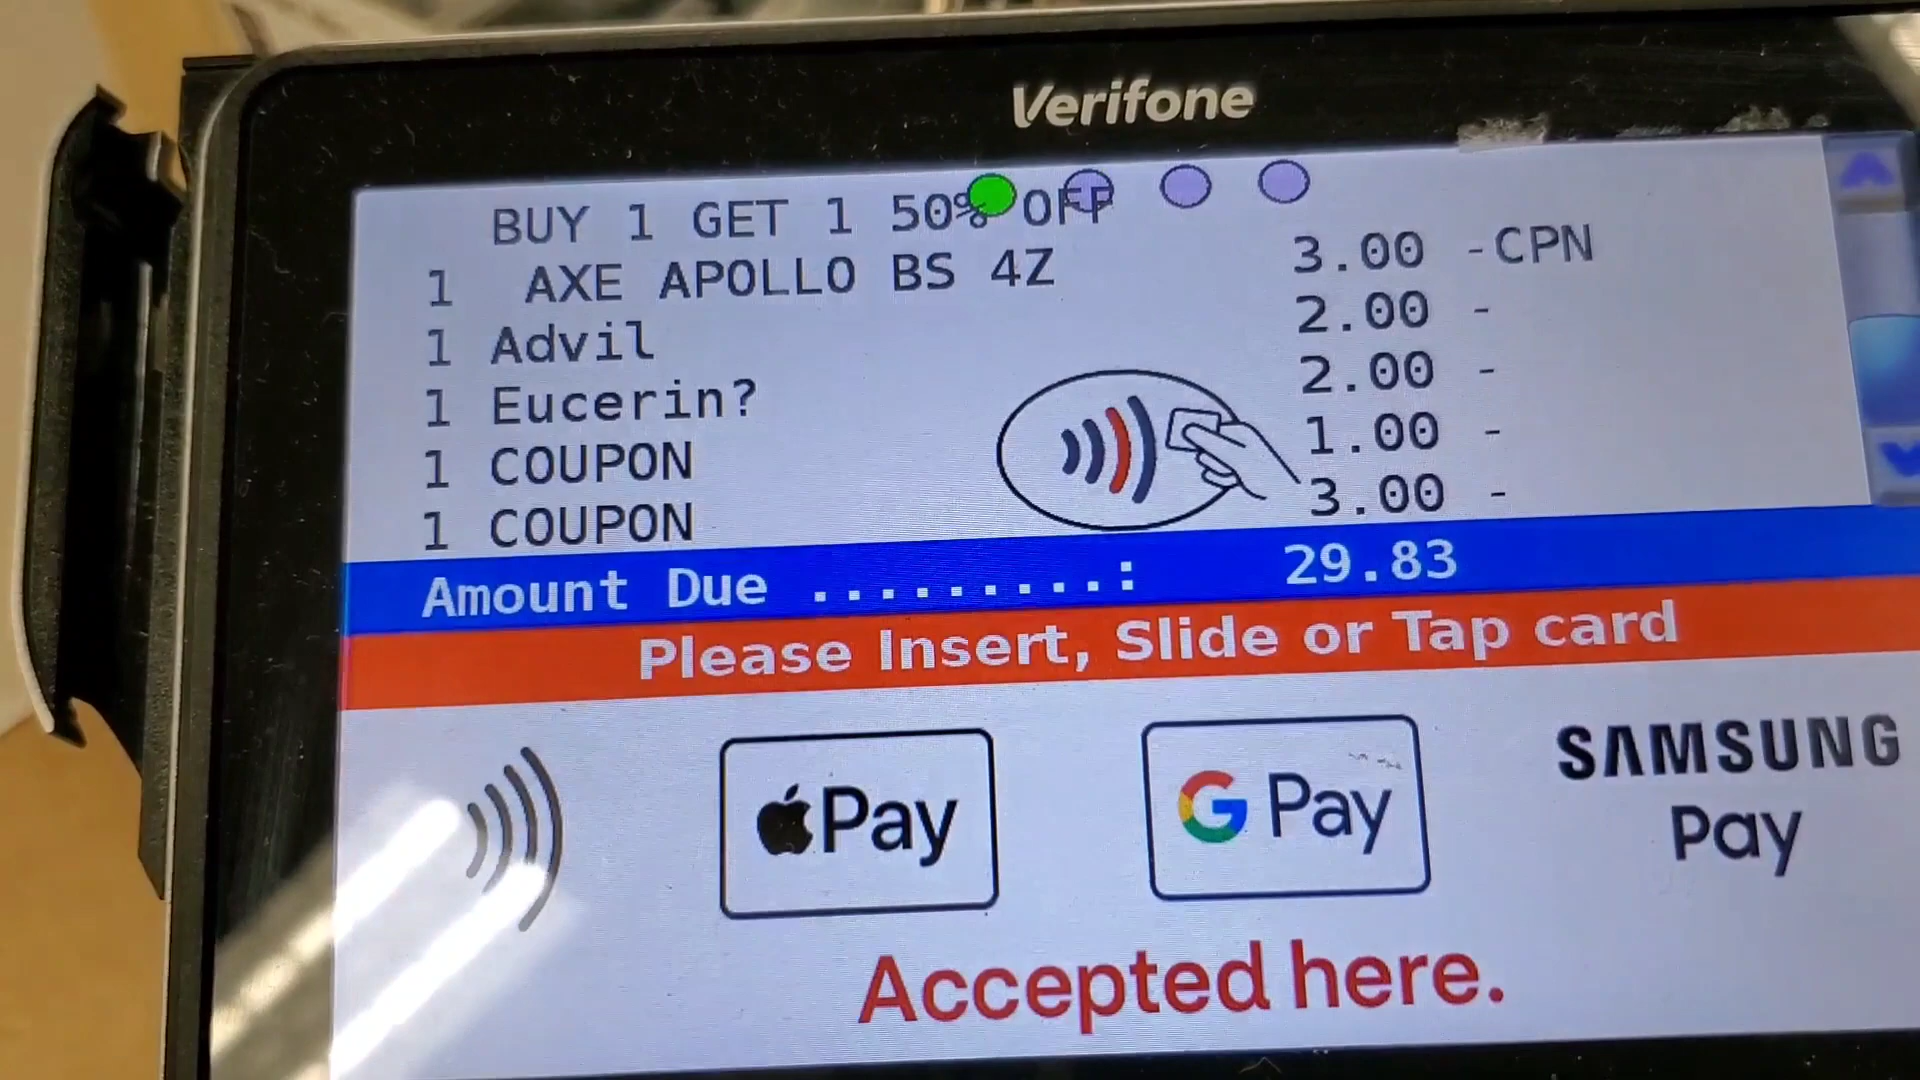 Verifone
BUY 1 GET 1 50% OFF
1 AXE APOLLO BS 4Z 3.00 -CPN
1 Advil 2.00 -
1 Eucerin? 2.00 -
1 COUPON 1.00 -
1 COUPON 3.00 -
Amount Due ..........: 29.83
Please Insert, Slide or Tap card
Pay
G Pay
SAMSUNG
Pay
Accepted here.